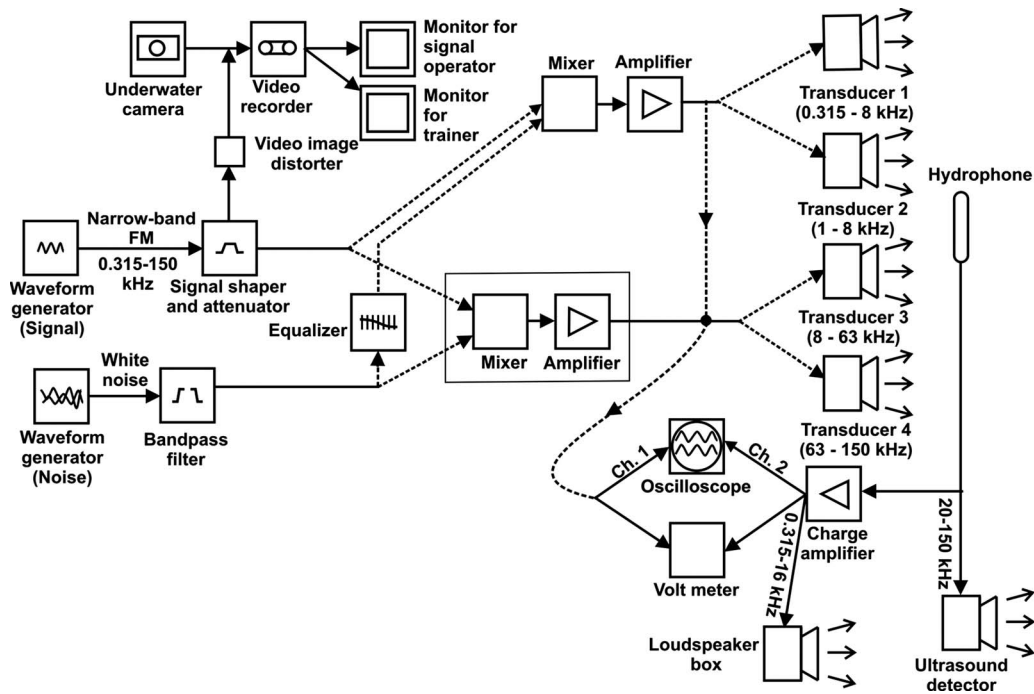 Underwater
camera
Video
recorder
Monitor for
signal
operator
Monitor
for
trainer
Video image
distorter
Mixer
Amplifier
Transducer 1
(0.315 - 8 kHz)
Transducer 2
(1 - 8 kHz)
Hydrophone
Narrow-band
FM
0.315-150
kHz
Waveform
generator
(Signal)
Signal shaper
and attenuator
Equalizer
Mixer
Amplifier
Transducer 3
(8 - 63 kHz)
Transducer 4
(63 - 150 kHz)
White
noise
Waveform
generator
(Noise)
Bandpass
filter
Ch. 1
Ch. 2
Oscilloscope
Volt meter
Charge
amplifier
0.315-16 kHz
20-150 kHz
Loudspeaker
box
Ultrasound
detector